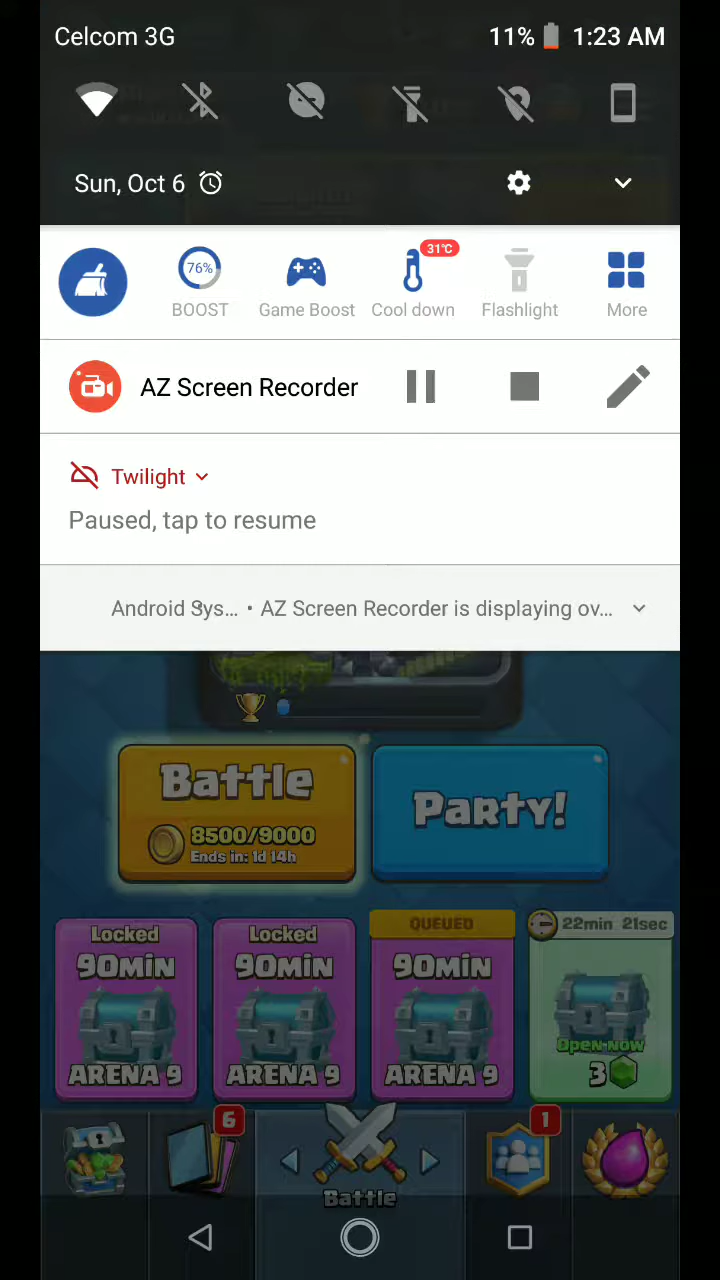 Celcom 3G 11% 1:23 AM
Sun, Oct 6
76% 31℃
BOOST Game Boost Cool down Flashlight More
AZ Screen Recorder
Twilight
Paused, tap to resume
Android Sys... • AZ Screen Recorder is displaying ov...
Battle Party!
8500/9000
Ends in: 1d 14h
Locked Locked QUEUED 22min 21sec
90Min 90Min 90Min
Open now
ARENA 9 ARENA 9 ARENA 9 3
6 1
Battle